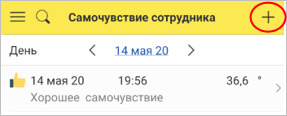 Самочувствие сотрудника
День 14 мая 20
14 мая 20 19:56 36,6 °
Хорошее самочувствие